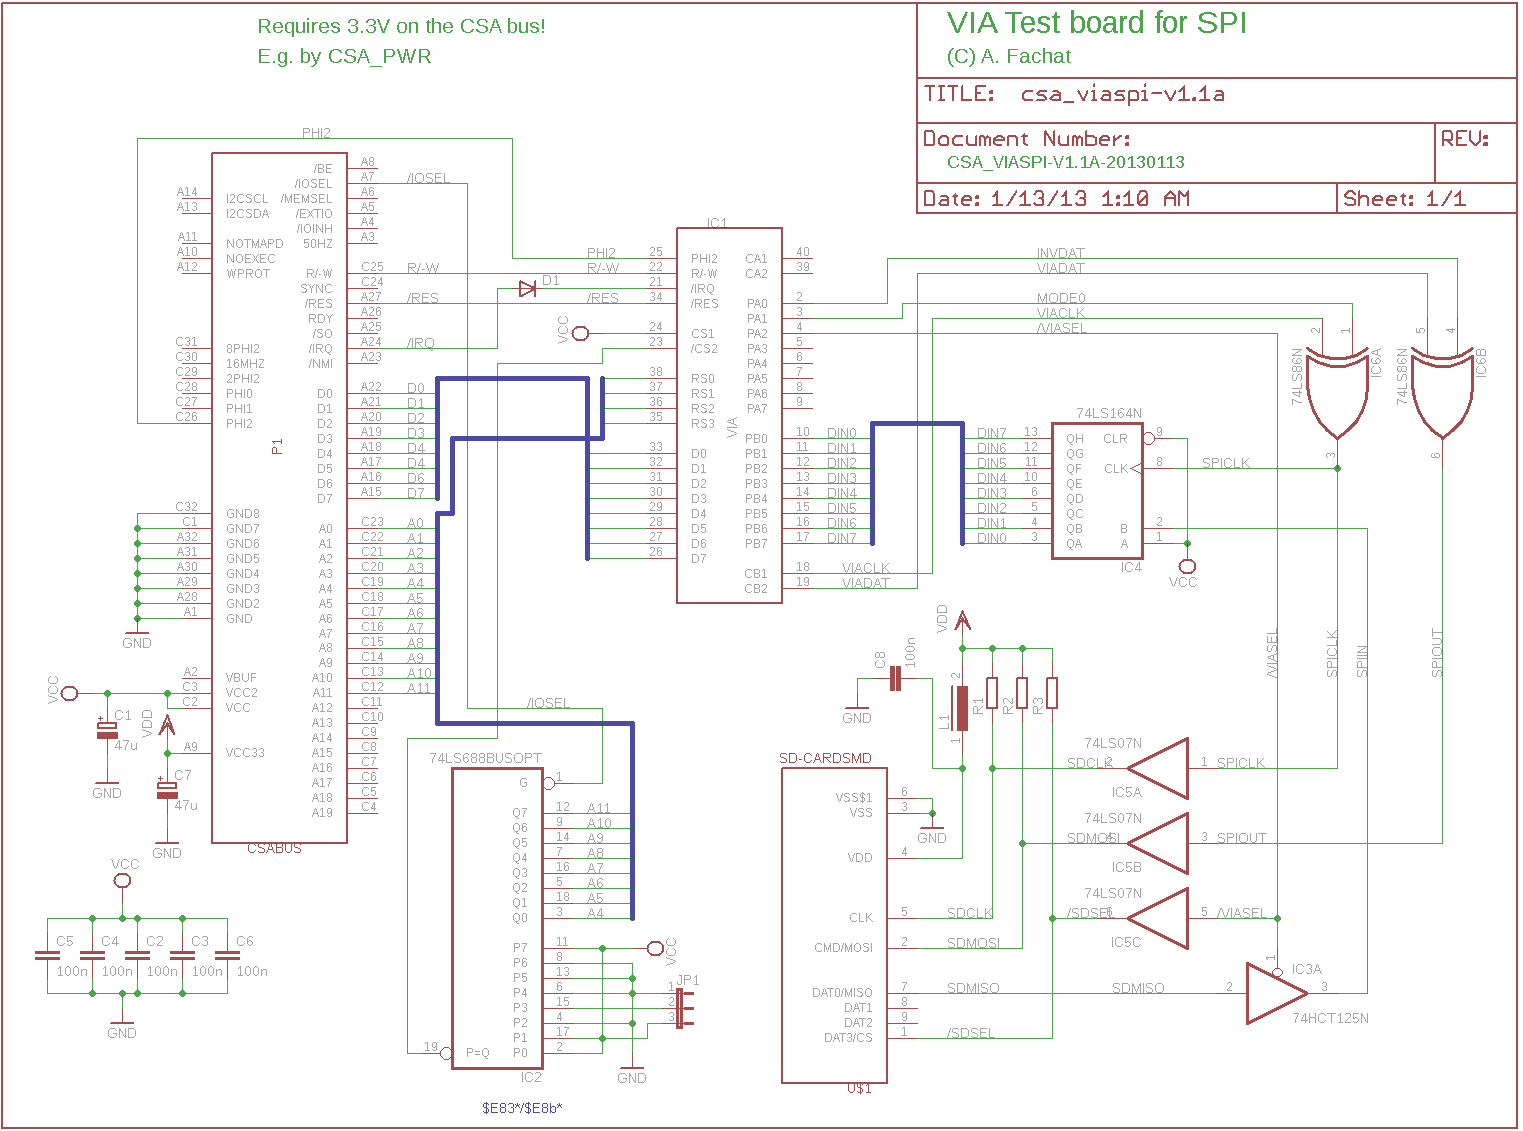 Requires 3.3V on the CSA bus!
E.g. by CSA_PWR
VIA Test board for SPI
(C) A. Fachat
TITLE: csa_viaspi-v1.1a
Document Number:
REV:
CSA_VIASPI-V1.1A-20130113
Date: 1/13/13 1:10 AM
Sheet: 1/1
PHI2
/BE A8
/IOSEL A7 /IOSEL
A14 I2CSCL /MEMSEL A6
A13 I2CSDA /EXTIO A5
/IOINH A4
A11 NOTMAPD 50HZ A3
A10 NOEXEC
A12 WPROT R/-W C25 R/-W
SYNC C24
/RES A27 /RES
RDY A26
/SO A25
C31 8PHI2 /IRQ A24 /IRQ
C30 16MHZ /NMI A23
C29 2PHI2
C28 PHI0 D0 A22 D0
C27 PHI1 D1 A21 D1
C26 PHI2 D2 A20 D2
D3 A19 D3
D4 A18 D4
D5 A17 D4
D6 A16 D6
D7 A15 D7
P1
C32 GND8
C1 GND7 A0 C23 A0
A32 GND6 A1 C22 A1
A31 GND5 A2 C21 A2
A30 GND4 A3 C20 A3
A29 GND3 A4 C19 A4
A28 GND2 A5 C18 A5
A1 GND A6 C17 A6
A7 C16 A7
GND
A8 C15 A8
A9 C14 A9
A2 VBUF A10 C13 A10
VCC C3 VCC2 A11 C12 A11
C2 VCC A12 C11
A13 C10
A14 C9
A9 VCC33 A15 C8
A16 C7
A17 C6
A18 C5
A19 C4
CSABUS
C1
47u
VDD
GND
C7
47u
GND
VCC
C5 C4 C2 C3 C6
100n 100n 100n 100n 100n
GND
IC1
PHI2 25 PHI2 CA1 40
R/-W 22 R/-W CA2 39
D1 21 /IRQ
/RES 34 /RES PA0 2
PA1 3
VCC 24 CS1 PA2 4
23 /CS2 PA3 5
PA4 6
38 RS0 PA5 7
37 RS1 PA6 8
36 RS2 PA7 9
35 RS3
VIA
PB0 10 DIN0
33 D0 PB1 11 DIN1
32 D1 PB2 12 DIN2
31 D2 PB3 13 DIN3
30 D3 PB4 14 DIN4
29 D4 PB5 15 DIN5
28 D5 PB6 16 DIN6
27 D6 PB7 17 DIN7
26 D7
CB1 18 VIACLK
CB2 19 VIADAT
INVDAT
VIADAT
MODE0
VIACLK
/VIASEL
2 1 5 4
74LS86N IC6A 74LS86N IC6B
3 6
74LS164N
DIN7 13 QH CLR 9
DIN6 12 QG
DIN5 11 QF CLK 8 SPICLK
DIN4 10 QE
DIN3 6 QD
DIN2 5 QC
DIN1 4 QB B 2
DIN0 3 QA A 1
IC4
VCC
/VIASEL SPICLK SPIIN SPIOUT
/IOSEL
74LS688BUSOPT
G 1
Q7 12 A11
Q6 9 A10
Q5 14 A9
Q4 7 A8
Q3 16 A7
Q2 5 A6
Q1 18 A5
Q0 3 A4
P7 11 VCC
P6 8
P5 13
P4 6
P3 15
P2 4
P1 17
19 P=Q P0 2
IC2
JP1
1
2
3
GND
$E83*/$E8b*
VDD
C8
100n
GND
L1 2 1
R1 R2 R3
SD-CARDSMD
VSS$1 6
VSS 3
GND
VDD 4
CLK 5 SDCLK
CMD/MOSI 2 SDMOSI
DAT0/MISO 7 SDMISO
DAT1 8
DAT2 9
DAT3/CS 1 /SDSEL
U$1
74LS07N
SDCLK 2 1 SPICLK
IC5A
74LS07N
SDMOSI 4 3 SPIOUT
IC5B
74LS07N
/SDSEL 6 5 /VIASEL
IC5C
1 IC3A
SDMISO 2 3
74HCT125N